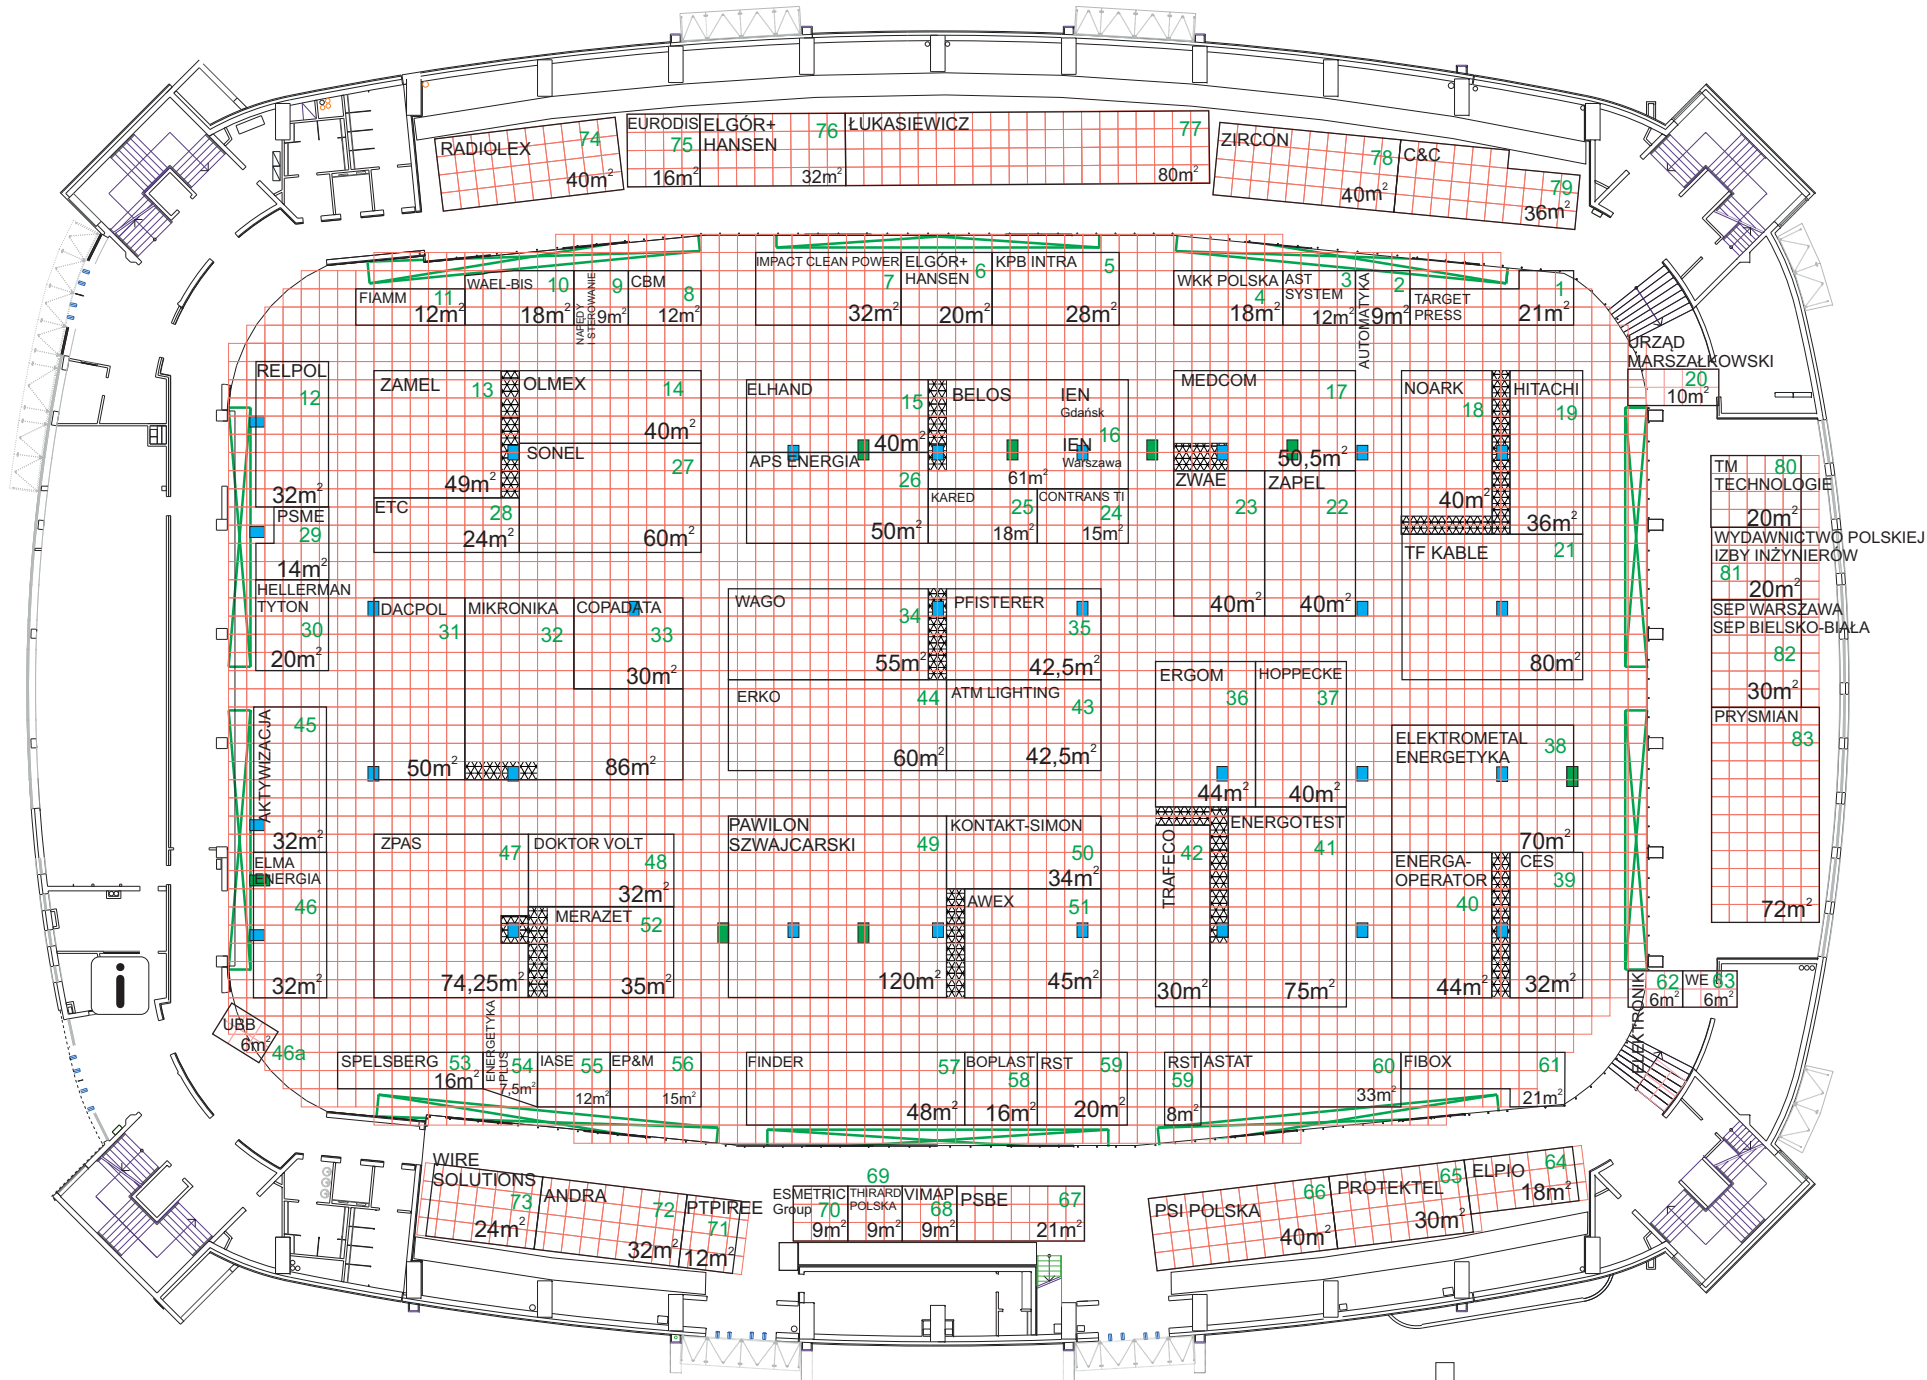 RADIOLEX
74
40m²
EURODIS
75
16m²
ELGÓR+
HANSEN
76
32m²
ŁUKASIEWICZ
77
80m²
ZIRCON
78
40m²
C&C
79
36m²
FIAMM
11
12m²
WAEL-BIS
10
18m²
NAPĘDY
I STEROWANIE
9
9m²
CBM
8
12m²
IMPACT CLEAN POWER
7
32m²
ELGÓR+
HANSEN
6
20m²
KPB INTRA
5
28m²
WKK POLSKA
4
18m²
AST
SYSTEM
3
12m²
AUTOMATYKA
2
9m²
TARGET
PRESS
1
21m²
URZĄD
MARSZAŁKOWSKI
20
10m²
RELPOL
12
32m²
ZAMEL
13
49m²
OLMEX
14
40m²
ELHAND
15
40m²
BELOS
IEN
Gdańsk
16
IEN
Warszawa
61m²
MEDCOM
17
50,5m²
NOARK
18
40m²
HITACHI
19
36m²
PSME
29
14m²
ETC
28
24m²
SONEL
27
60m²
APS ENERGIA
26
50m²
KARED
25
18m²
CONTRANS TI
24
15m²
ZWAE
23
40m²
ZAPEL
22
40m²
TF KABLE
21
80m²
TM
TECHNOLOGIE
80
20m²
WYDAWNICTWO POLSKIEJ
IZBY INŻYNIERÓW
81
20m²
SEP WARSZAWA
SEP BIELSKO-BIAŁA
82
30m²
PRYSMIAN
83
72m²
HELLERMAN
TYTON
30
20m²
DACPOL
31
50m²
MIKRONIKA
32
86m²
COPADATA
33
30m²
WAGO
34
55m²
PFISTERER
35
42,5m²
ERKO
44
60m²
ATM LIGHTING
43
42,5m²
ERGOM
36
44m²
HOPPECKE
37
40m²
ELEKTROMETAL
ENERGETYKA
38
70m²
AKTYWIZACJA
45
32m²
ELMA
ENERGIA
46
32m²
ZPAS
47
74,25m²
DOKTOR VOLT
48
32m²
MERAZET
52
35m²
PAWILON
SZWAJCARSKI
49
120m²
KONTAKT-SIMON
50
34m²
AWEX
51
45m²
TRAFECO
42
30m²
ENERGOTEST
41
75m²
ENERGA-
OPERATOR
40
44m²
CES
39
32m²
UBB
6m²
46a
SPELSBERG
53
16m²
ENERGETYKA
PLUS
54
7,5m²
IASE
55
12m²
EP&M
56
15m²
FINDER
57
48m²
BOPLAST
58
16m²
RST
59
20m²
RST
59
8m²
ASTAT
60
33m²
FIBOX
61
21m²
ELEKTRONIK
62
6m²
WE
63
6m²
WIRE
SOLUTIONS
73
24m²
ANDRA
72
32m²
PTPIREE
71
12m²
ESMETRIC
Group
70
9m²
69
THIRARD
POLSKA
9m²
VIMAP
68
9m²
PSBE
67
21m²
PSI POLSKA
66
40m²
PROTEKTEL
65
30m²
ELPIO
64
18m²